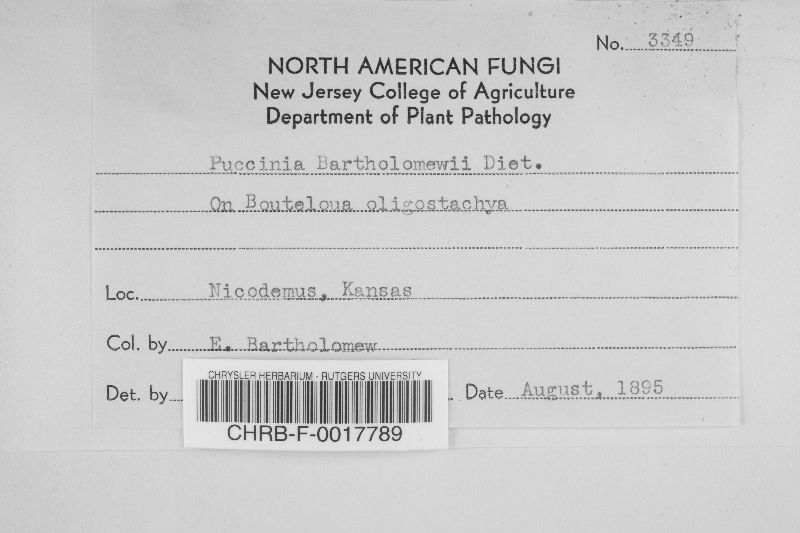 No. 3349
NORTH AMERICAN FUNGI
New Jersey College of Agriculture
Department of Plant Pathology
Puccinia Bartholomewii Diet.
On Bouteloua oligostachya
Loc. Nicodemus, Kansas
Col. by E. Bartholomew
Det. by Date August, 1895
CHRYSLER HERBARIUM - RUTGERS UNIVERSITY
CHRB-F-0017789